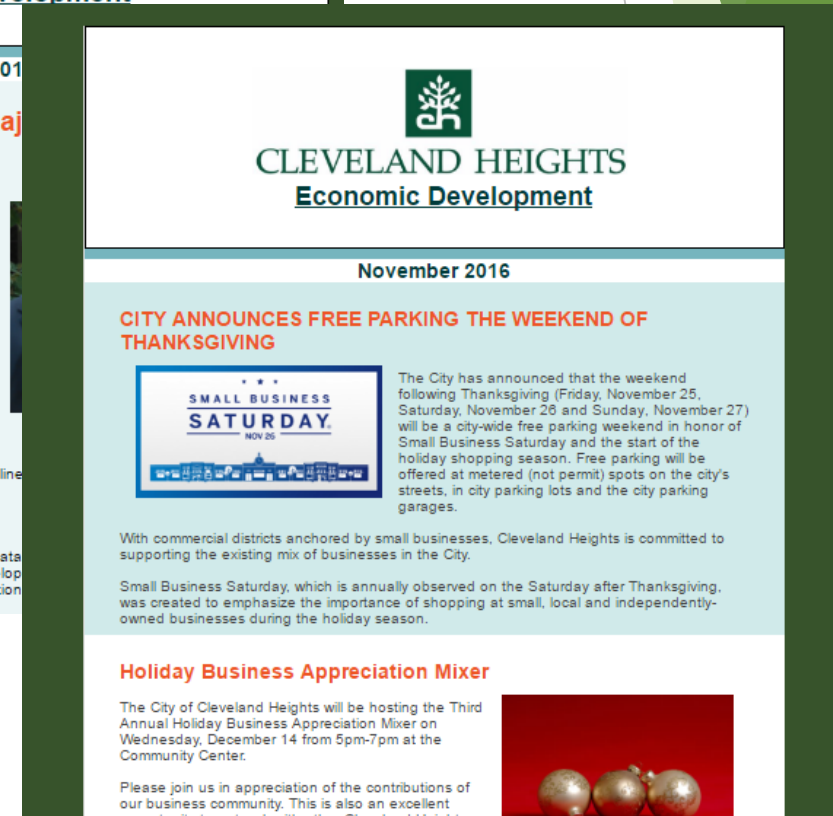 01
aj
line
ata
lop
tion
CLEVELAND HEIGHTS
Economic Development
November 2016
CITY ANNOUNCES FREE PARKING THE WEEKEND OF
THANKSGIVING
SMALL BUSINESS
SATURDAY
NOV 26
The City has announced that the weekend
following Thanksgiving (Friday, November 25,
Saturday, November 26 and Sunday, November 27)
will be a city-wide free parking weekend in honor of
Small Business Saturday and the start of the
holiday shopping season. Free parking will be
offered at metered (not permit) spots on the city's
streets, in city parking lots and the city parking
garages.
With commercial districts anchored by small businesses, Cleveland Heights is committed to
supporting the existing mix of businesses in the City.
Small Business Saturday, which is annually observed on the Saturday after Thanksgiving,
was created to emphasize the importance of shopping at small, local and independently-
owned businesses during the holiday season.
Holiday Business Appreciation Mixer
The City of Cleveland Heights will be hosting the Third
Annual Holiday Business Appreciation Mixer on
Wednesday, December 14 from 5pm-7pm at the
Community Center.
Please join us in appreciation of the contributions of
our business community. This is also an excellent